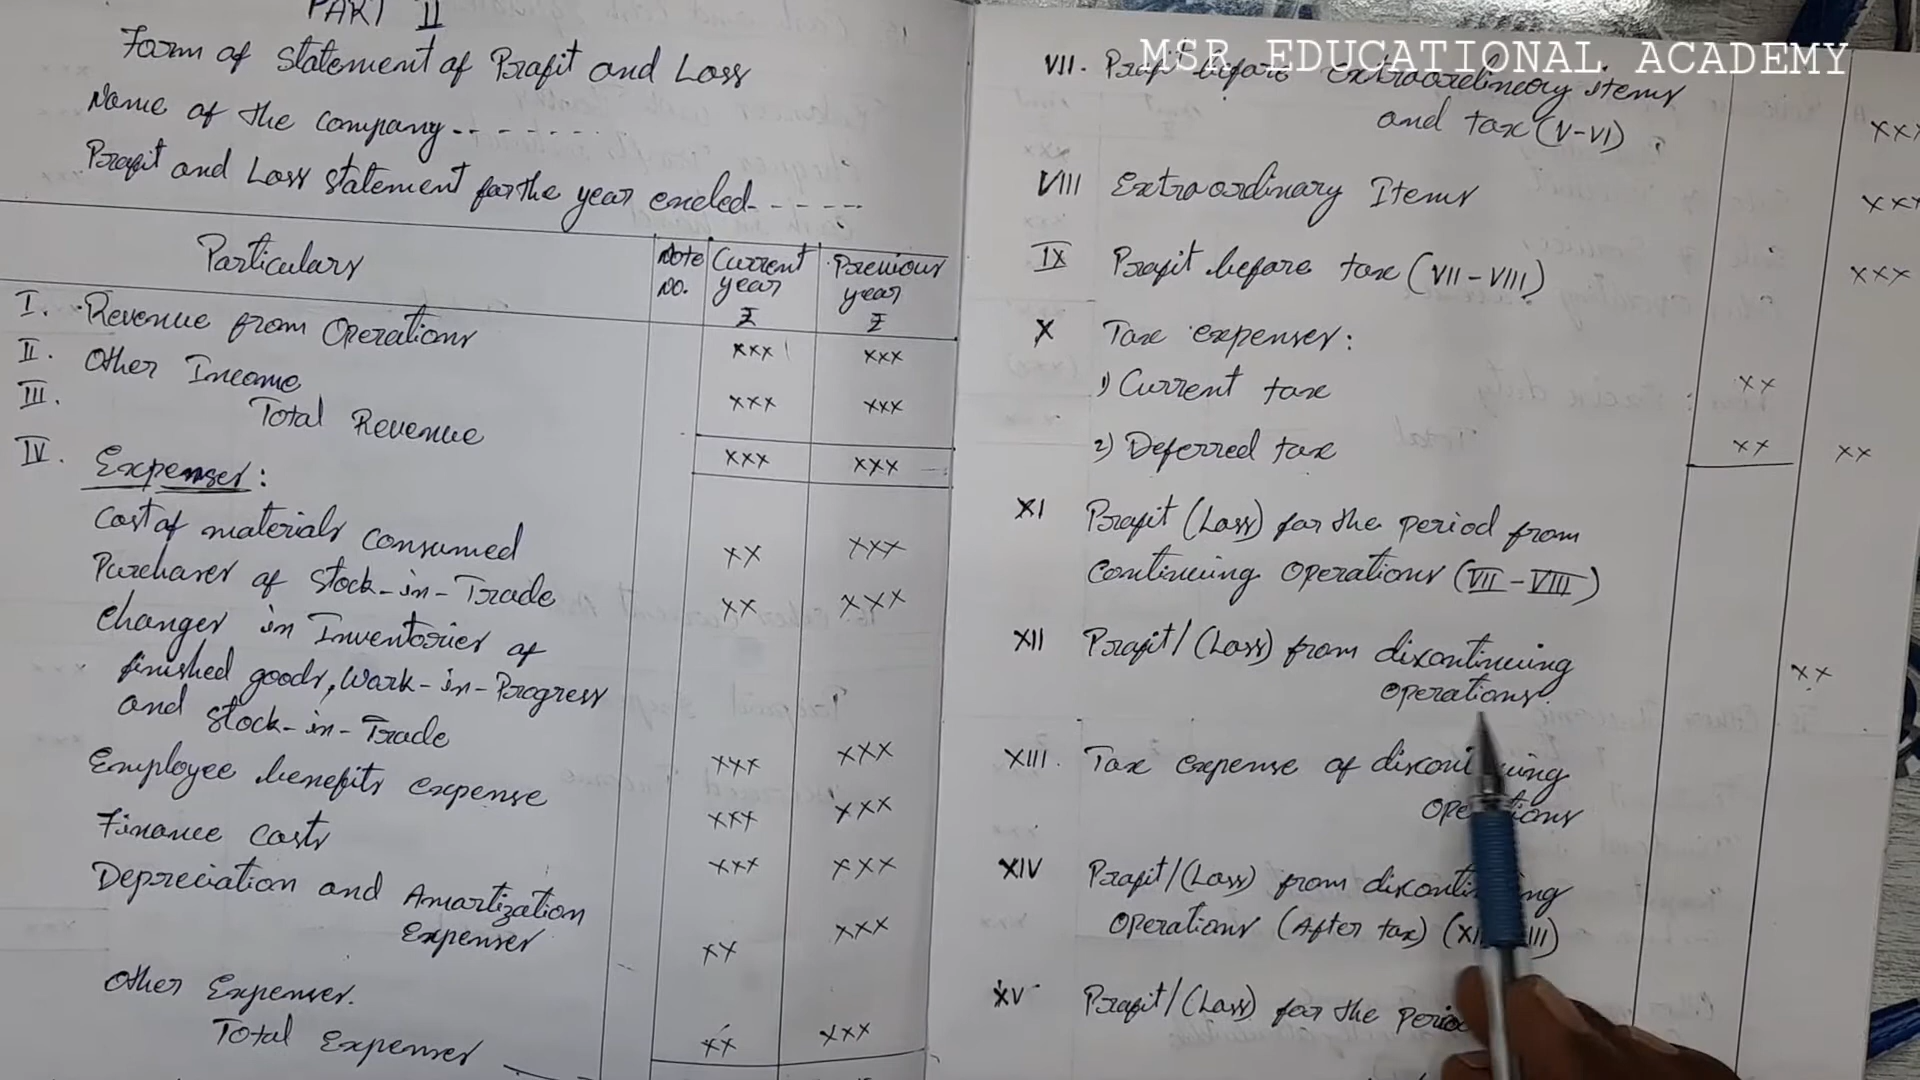 PART II
Form of Statement of Profit and Loss
Name of the company - - - - - - -
Profit and Loss statement for the year ended - - - - -
Particulars
Note No.
Current year ₹
Previous year ₹
I. Revenue from Operations xxx xxx
II. Other Income xxx xxx
III. Total Revenue xxx xxx
IV. Expenses:
Cost of materials consumed xx xxx
Purchases of Stock-in-Trade xx xxx
Changes in Inventories of
finished goods, Work-in-Progress
and Stock-in-Trade xxx xxx
Employee benefits expense xxx xxx
Finance costs xxx xxx
Depreciation and Amortization
Expenses xx xxx
Other Expenses.
Total Expenses xx xxx
MSR EDUCATIONAL ACADEMY
VII. Profit before extraordinary items
and tax (V-VI) xxx
VIII Extraordinary Items xxx
IX Profit before tax (VII-VIII) xxx
X Tax expenses:
1) Current tax xx
2) Deferred tax xx xx
XI Profit (Loss) for the period from
Continuing Operations (VII-VIII)
XII Profit/(Loss) from discontinuing
Operations. xx
XIII. Tax expense of discontinuing
Operations
XIV Profit/(Loss) from discontinuing
Operations (After tax)
XV Profit/(Loss) for the period